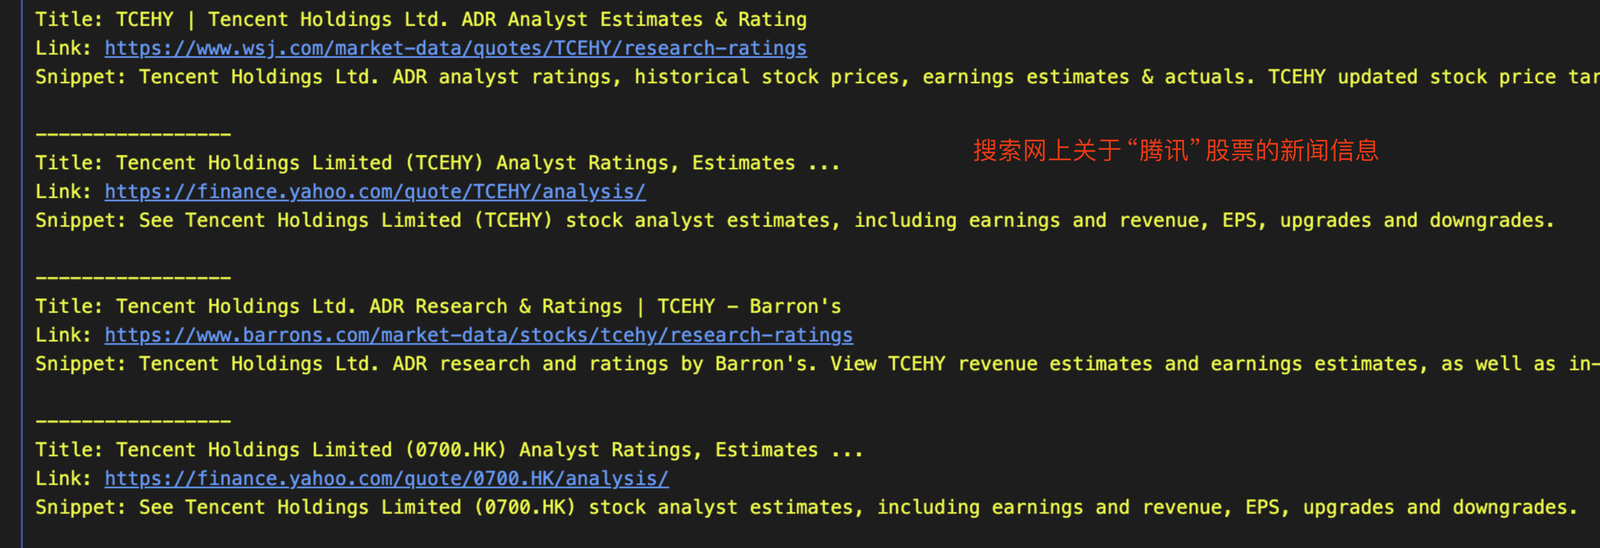 Title: TCEHY | Tencent Holdings Ltd. ADR Analyst Estimates & Rating
Link: https://www.wsj.com/market-data/quotes/TCEHY/research-ratings
Snippet: Tencent Holdings Ltd. ADR analyst ratings, historical stock prices, earnings estimates & actuals. TCEHY updated stock price tar
-----------------
搜索网上关于“腾讯”股票的新闻信息
Title: Tencent Holdings Limited (TCEHY) Analyst Ratings, Estimates ...
Link: https://finance.yahoo.com/quote/TCEHY/analysis/
Snippet: See Tencent Holdings Limited (TCEHY) stock analyst estimates, including earnings and revenue, EPS, upgrades and downgrades.
-----------------
Title: Tencent Holdings Ltd. ADR Research & Ratings | TCEHY - Barron's
Link: https://www.barrons.com/market-data/stocks/tcehy/research-ratings
Snippet: Tencent Holdings Ltd. ADR research and ratings by Barron's. View TCEHY revenue estimates and earnings estimates, as well as in-
-----------------
Title: Tencent Holdings Limited (0700.HK) Analyst Ratings, Estimates ...
Link: https://finance.yahoo.com/quote/0700.HK/analysis/
Snippet: See Tencent Holdings Limited (0700.HK) stock analyst estimates, including earnings and revenue, EPS, upgrades and downgrades.